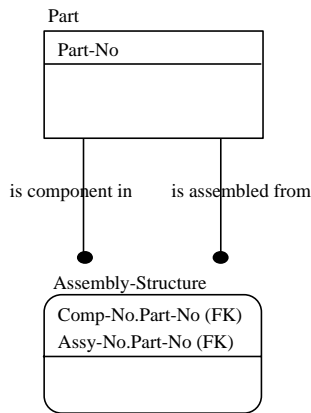 Part
Part-No
is component in
is assembled from
Assembly-Structure
Comp-No.Part-No (FK)
Assy-No.Part-No (FK)